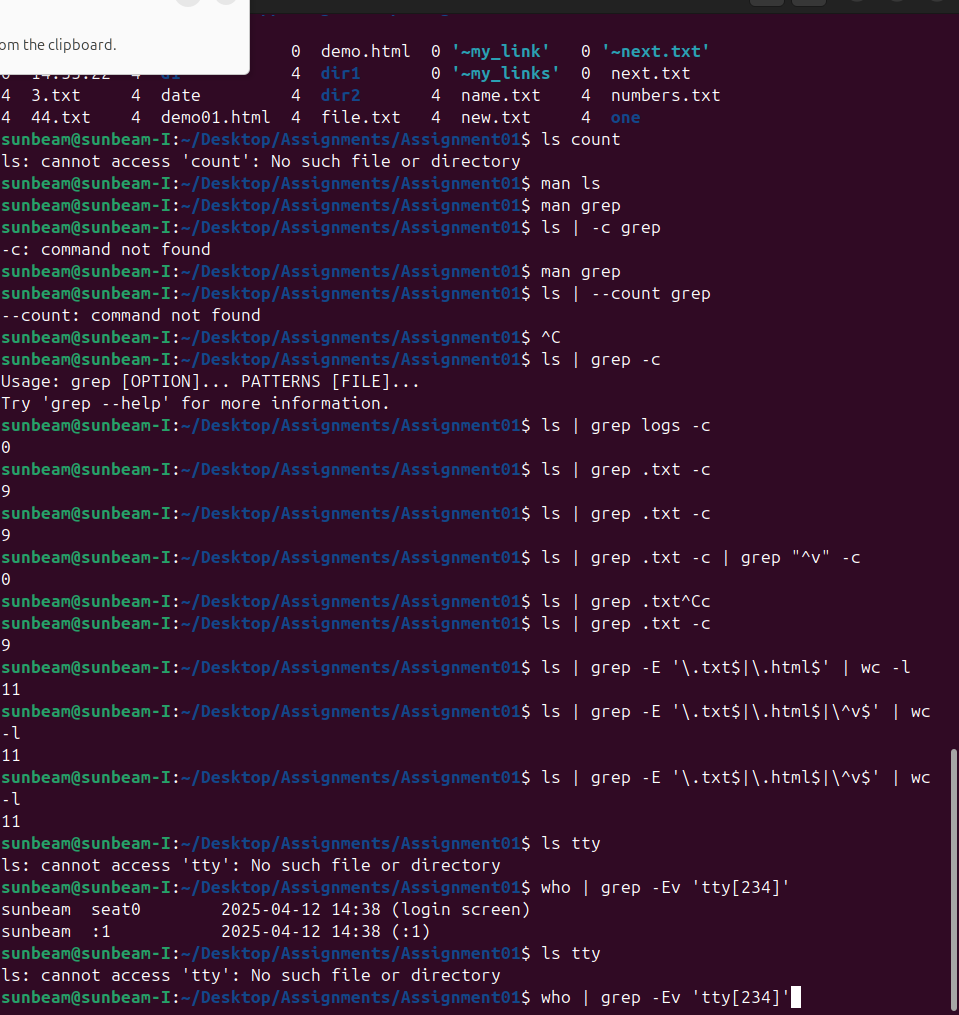 om the clipboard.
0 demo.html 0 '~my_link' 0 '~next.txt'
4 dir1 0 '~my_links' 0 next.txt
4 3.txt 4 date 4 dir2 4 name.txt 4 numbers.txt
4 44.txt 4 demo01.html 4 file.txt 4 new.txt 4 one
sunbeam@sunbeam-I:~/Desktop/Assignments/Assignment01$ ls count
ls: cannot access 'count': No such file or directory
sunbeam@sunbeam-I:~/Desktop/Assignments/Assignment01$ man ls
sunbeam@sunbeam-I:~/Desktop/Assignments/Assignment01$ man grep
sunbeam@sunbeam-I:~/Desktop/Assignments/Assignment01$ ls | -c grep
-c: command not found
sunbeam@sunbeam-I:~/Desktop/Assignments/Assignment01$ man grep
sunbeam@sunbeam-I:~/Desktop/Assignments/Assignment01$ ls | --count grep
--count: command not found
sunbeam@sunbeam-I:~/Desktop/Assignments/Assignment01$ ^C
sunbeam@sunbeam-I:~/Desktop/Assignments/Assignment01$ ls | grep -c
Usage: grep [OPTION]... PATTERNS [FILE]...
Try 'grep --help' for more information.
sunbeam@sunbeam-I:~/Desktop/Assignments/Assignment01$ ls | grep logs -c
0
sunbeam@sunbeam-I:~/Desktop/Assignments/Assignment01$ ls | grep .txt -c
9
sunbeam@sunbeam-I:~/Desktop/Assignments/Assignment01$ ls | grep .txt -c
9
sunbeam@sunbeam-I:~/Desktop/Assignments/Assignment01$ ls | grep .txt -c | grep "^v" -c
0
sunbeam@sunbeam-I:~/Desktop/Assignments/Assignment01$ ls | grep .txt^Cc
sunbeam@sunbeam-I:~/Desktop/Assignments/Assignment01$ ls | grep .txt -c
9
sunbeam@sunbeam-I:~/Desktop/Assignments/Assignment01$ ls | grep -E '\.txt$|\.html$' | wc -l
11
sunbeam@sunbeam-I:~/Desktop/Assignments/Assignment01$ ls | grep -E '\.txt$|\.html$|\^v$' | wc
-l
11
sunbeam@sunbeam-I:~/Desktop/Assignments/Assignment01$ ls | grep -E '\.txt$|\.html$|\^v$' | wc
-l
11
sunbeam@sunbeam-I:~/Desktop/Assignments/Assignment01$ ls tty
ls: cannot access 'tty': No such file or directory
sunbeam@sunbeam-I:~/Desktop/Assignments/Assignment01$ who | grep -Ev 'tty[234]'
sunbeam seat0 2025-04-12 14:38 (login screen)
sunbeam :1 2025-04-12 14:38 (:1)
sunbeam@sunbeam-I:~/Desktop/Assignments/Assignment01$ ls tty
ls: cannot access 'tty': No such file or directory
sunbeam@sunbeam-I:~/Desktop/Assignments/Assignment01$ who | grep -Ev 'tty[234]'